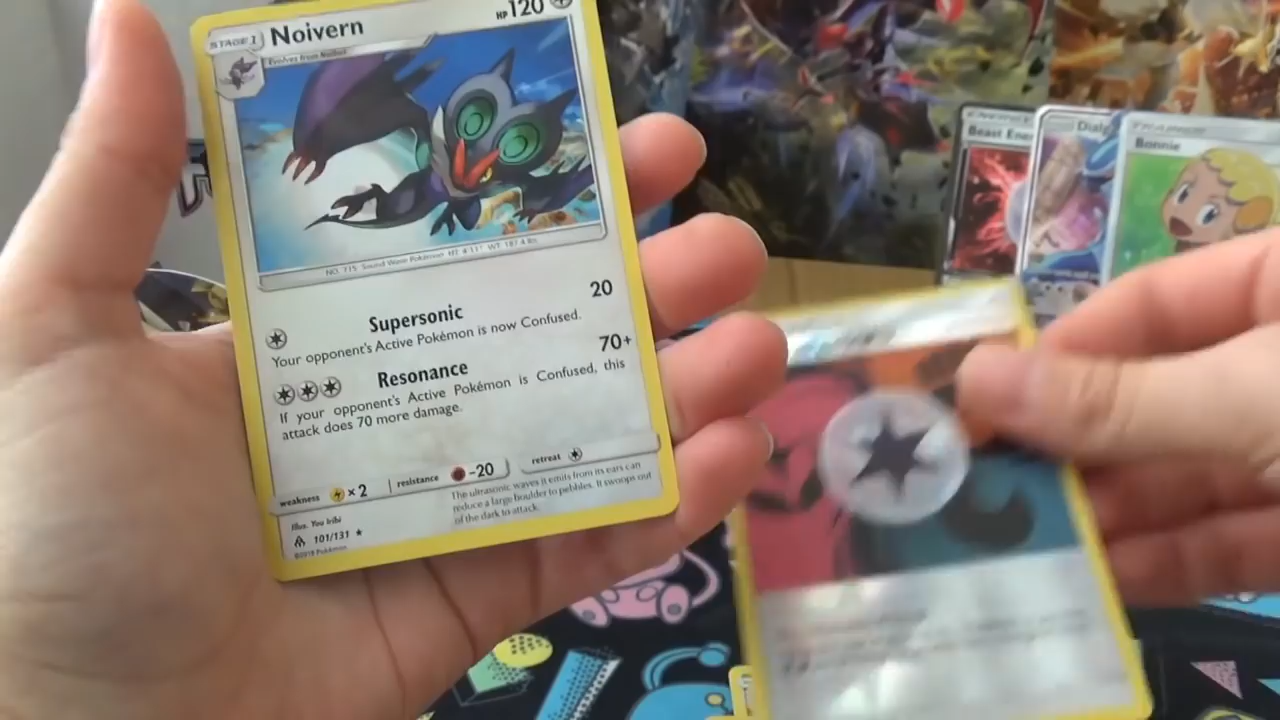 STAGE 1 Noivern HP 120
Evolves from Noibat
NO. 715 Sound Wave Pokémon HT: 4'11" WT: 187.4 lbs.
Supersonic 20
Your opponent's Active Pokémon is now Confused.
Resonance 70+
If your opponent's Active Pokémon is Confused, this
attack does 70 more damage.
weakness ×2 resistance -20 retreat
The ultrasonic waves it emits from its ears can
reduce a large boulder to pebbles. It swoops out
of the dark to attack.
Illus. You Iribi
101/131
©2018 Pokémon
Beast Ener
Dialg
Bonnie